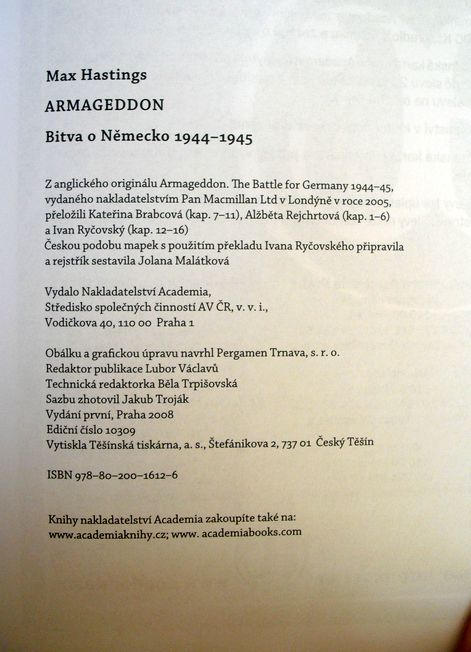 Max Hastings
ARMAGEDDON
Bitva o Německo 1944–1945
Z anglického originálu Armageddon. The Battle for Germany 1944–45,
vydaného nakladatelstvím Pan Macmillan Ltd v Londýně v roce 2005,
přeložili Kateřina Brabcová (kap. 7–11), Alžběta Rejchrtová (kap. 1–6)
a Ivan Ryčovský (kap. 12–16)
Českou podobu mapek s použitím překladu Ivana Ryčovského připravila
a rejstřík sestavila Jolana Malátková
Vydalo Nakladatelství Academia,
Středisko společných činností AV ČR, v. v. i.,
Vodičkova 40, 110 00 Praha 1
Obálku a grafickou úpravu navrhl Pergamen Trnava, s. r. o.
Redaktor publikace Lubor Václavů
Technická redaktorka Běla Trpišovská
Sazbu zhotovil Jakub Troják
Vydání první, Praha 2008
Ediční číslo 10309
Vytiskla Těšínská tiskárna, a. s., Štefánikova 2, 737 01 Český Těšín
ISBN 978–80–200–1612–6
Knihy nakladatelství Academia zakoupíte také na:
www.academiaknihy.cz; www. academiabooks.com